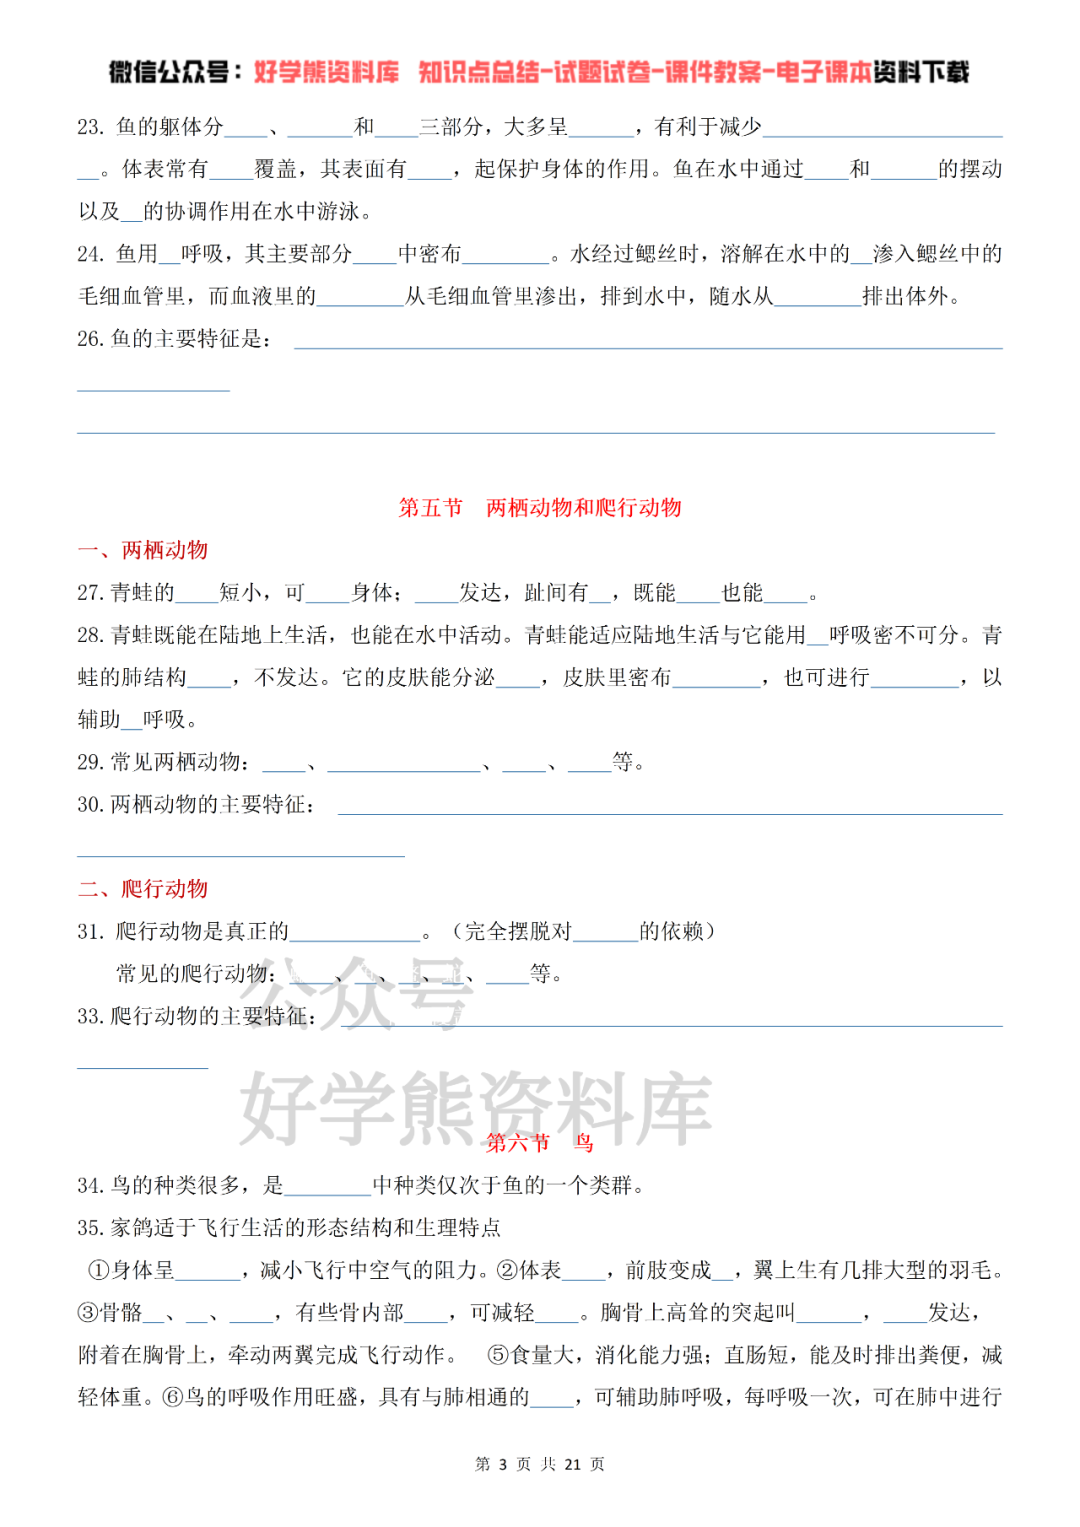 微信公众号：好学熊资料库 知识点总结-试题试卷-课件教案-电子课本资料下载
23. 鱼的躯体分____、______和____三部分，大多呈______，有利于减少______________________
__。体表常有____覆盖，其表面有____，起保护身体的作用。鱼在水中通过____和______的摆动
以及__的协调作用在水中游泳。
24. 鱼用__呼吸，其主要部分____中密布________。水经过鳃丝时，溶解在水中的__渗入鳃丝中的
毛细血管里，而血液里的________从毛细血管里渗出，排到水中，随水从________排出体外。
26.鱼的主要特征是：
第五节 两栖动物和爬行动物
一、两栖动物
27.青蛙的____短小，可____身体；____发达，趾间有__，既能____也能____。
28.青蛙既能在陆地上生活，也能在水中活动。青蛙能适应陆地生活与它能用__呼吸密不可分。青
蛙的肺结构____，不发达。它的皮肤能分泌____，皮肤里密布________，也可进行________，以
辅助__呼吸。
29.常见两栖动物：____、______________、____、____等。
30.两栖动物的主要特征：
二、爬行动物
31. 爬行动物是真正的____________。（完全摆脱对______的依赖）
常见的爬行动物：____、__、__、__、____等。
公众号
33.爬行动物的主要特征：
好学熊资料库
第六节 鸟
34.鸟的种类很多，是________中种类仅次于鱼的一个类群。
35.家鸽适于飞行生活的形态结构和生理特点
①身体呈______，减小飞行中空气的阻力。②体表____，前肢变成__，翼上生有几排大型的羽毛。
③骨骼__、__、____，有些骨内部____，可减轻____。胸骨上高耸的突起叫______，____发达，
附着在胸骨上，牵动两翼完成飞行动作。 ⑤食量大，消化能力强；直肠短，能及时排出粪便，减
轻体重。⑥鸟的呼吸作用旺盛，具有与肺相通的____，可辅助肺呼吸，每呼吸一次，可在肺中进行
第 3 页 共 21 页